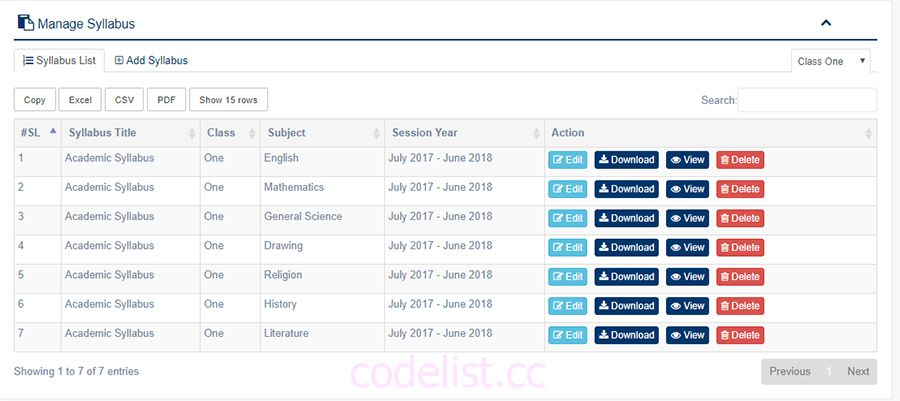 Manage Syllabus
Syllabus List Add Syllabus Class One
Copy Excel CSV PDF Show 15 rows Search:
#SL Syllabus Title Class Subject Session Year Action
1 Academic Syllabus One English July 2017 - June 2018 Edit Download View Delete
2 Academic Syllabus One Mathematics July 2017 - June 2018 Edit Download View Delete
3 Academic Syllabus One General Science July 2017 - June 2018 Edit Download View Delete
4 Academic Syllabus One Drawing July 2017 - June 2018 Edit Download View Delete
5 Academic Syllabus One Religion July 2017 - June 2018 Edit Download View Delete
6 Academic Syllabus One History July 2017 - June 2018 Edit Download View Delete
7 Academic Syllabus One Literature July 2017 - June 2018 Edit Download View Delete
Showing 1 to 7 of 7 entries codelist.cc Previous 1 Next